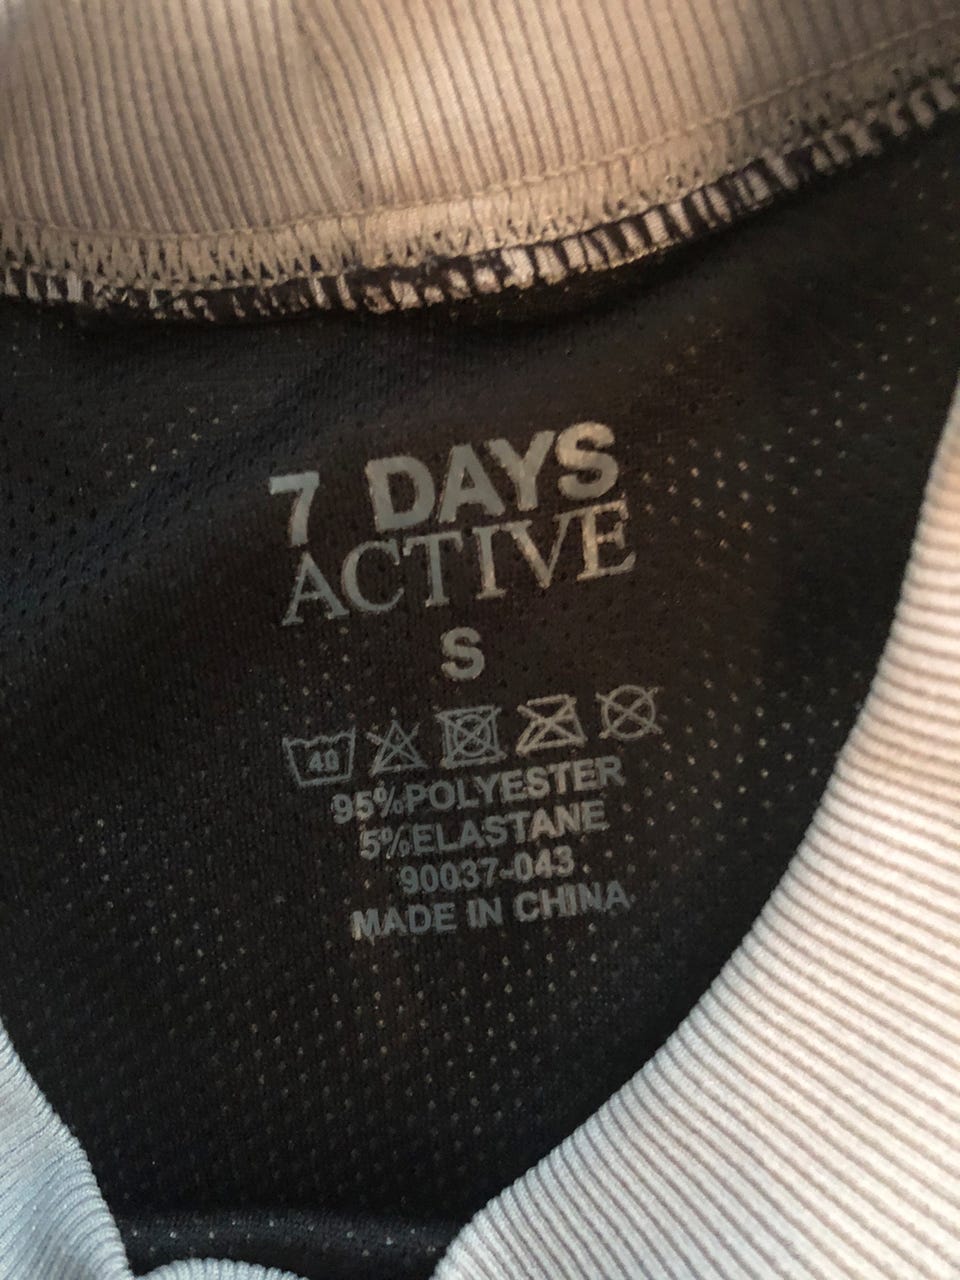 7 DAYS
ACTIVE
S
40
95%POLYESTER
5%ELASTANE
90037-043
MADE IN CHINA